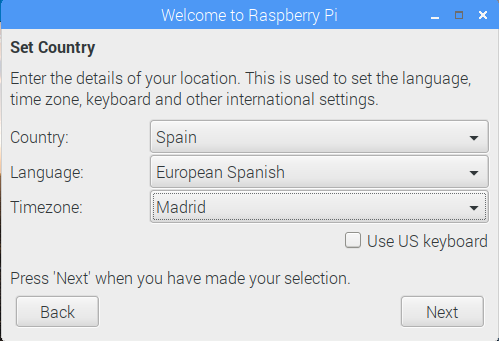 Welcome to Raspberry Pi
Set Country
Enter the details of your location. This is used to set the language,
time zone, keyboard and other international settings.
Country: Spain
Language: European Spanish
Timezone: Madrid
Use US keyboard
Press 'Next' when you have made your selection.
Back Next